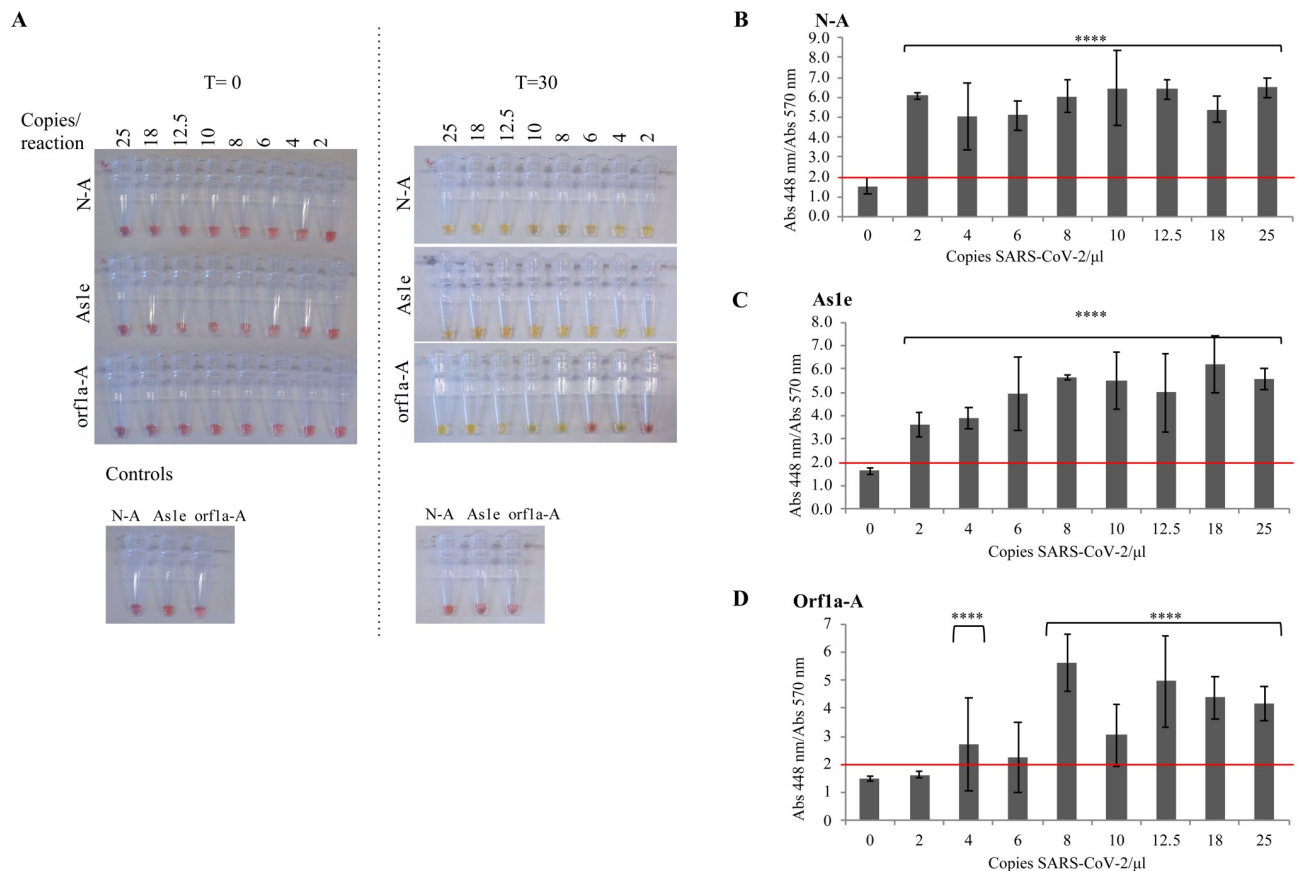 A
T= 0
T=30
Copies/
reaction
25 18 12.5 10 8 6 4 2
25 18 12.5 10 8 6 4 2
N-A
As1e
orf1a-A
N-A
As1e
orf1a-A
Controls
N-A As1e orf1a-A
N-A As1e orf1a-A
B
N-A
****
9.0
8.0
7.0
6.0
5.0
4.0
3.0
2.0
1.0
0.0
Abs 448 nm/Abs 570 nm
0 2 4 6 8 10 12.5 18 25
Copies SARS-CoV-2/µl
C
As1e
****
8.0
7.0
6.0
5.0
4.0
3.0
2.0
1.0
0
Abs 448 nm/Abs 570 nm
0 2 4 6 8 10 12.5 18 25
Copies SARS-CoV-2/µl
D
Orf1a-A
**** ****
7
6
5
4
3
2
1
0
Abs 448 nm/Abs 570 nm
0 2 4 6 8 10 12.5 18 25
Copies SARS-CoV-2/µl